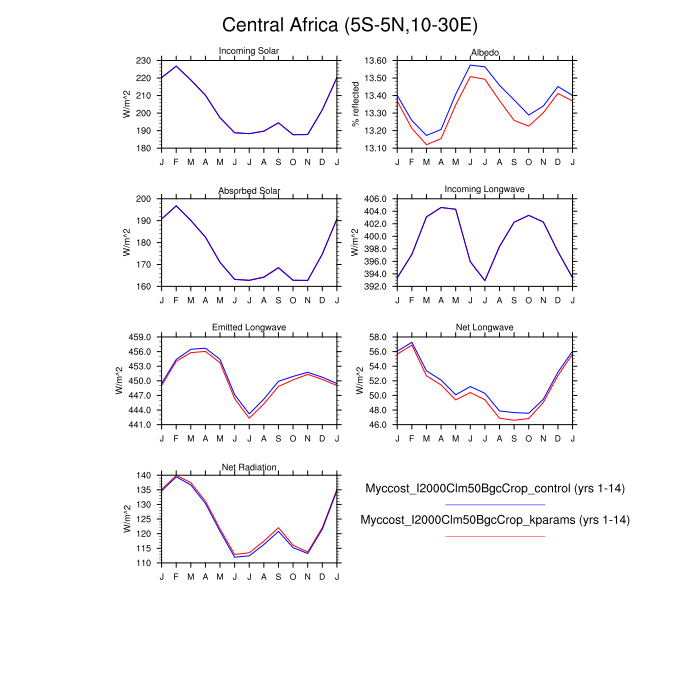 Central Africa (5S-5N,10-30E)
Incoming Solar
W/m^2
230
220
210
200
190
180
J F M A M J J A S O N D J
Albedo
% reflected
13.60
13.50
13.40
13.30
13.20
13.10
J F M A M J J A S O N D J
Absorbed Solar
W/m^2
200
190
180
170
160
J F M A M J J A S O N D J
Incoming Longwave
W/m^2
406.0
404.0
402.0
400.0
398.0
396.0
394.0
392.0
J F M A M J J A S O N D J
Emitted Longwave
W/m^2
459.0
456.0
453.0
450.0
447.0
444.0
441.0
J F M A M J J A S O N D J
Net Longwave
W/m^2
58.0
56.0
54.0
52.0
50.0
48.0
46.0
J F M A M J J A S O N D J
Net Radiation
W/m^2
140
135
130
125
120
115
110
J F M A M J J A S O N D J
Myccost_I2000Clm50BgcCrop_control (yrs 1-14)
Myccost_I2000Clm50BgcCrop_kparams (yrs 1-14)